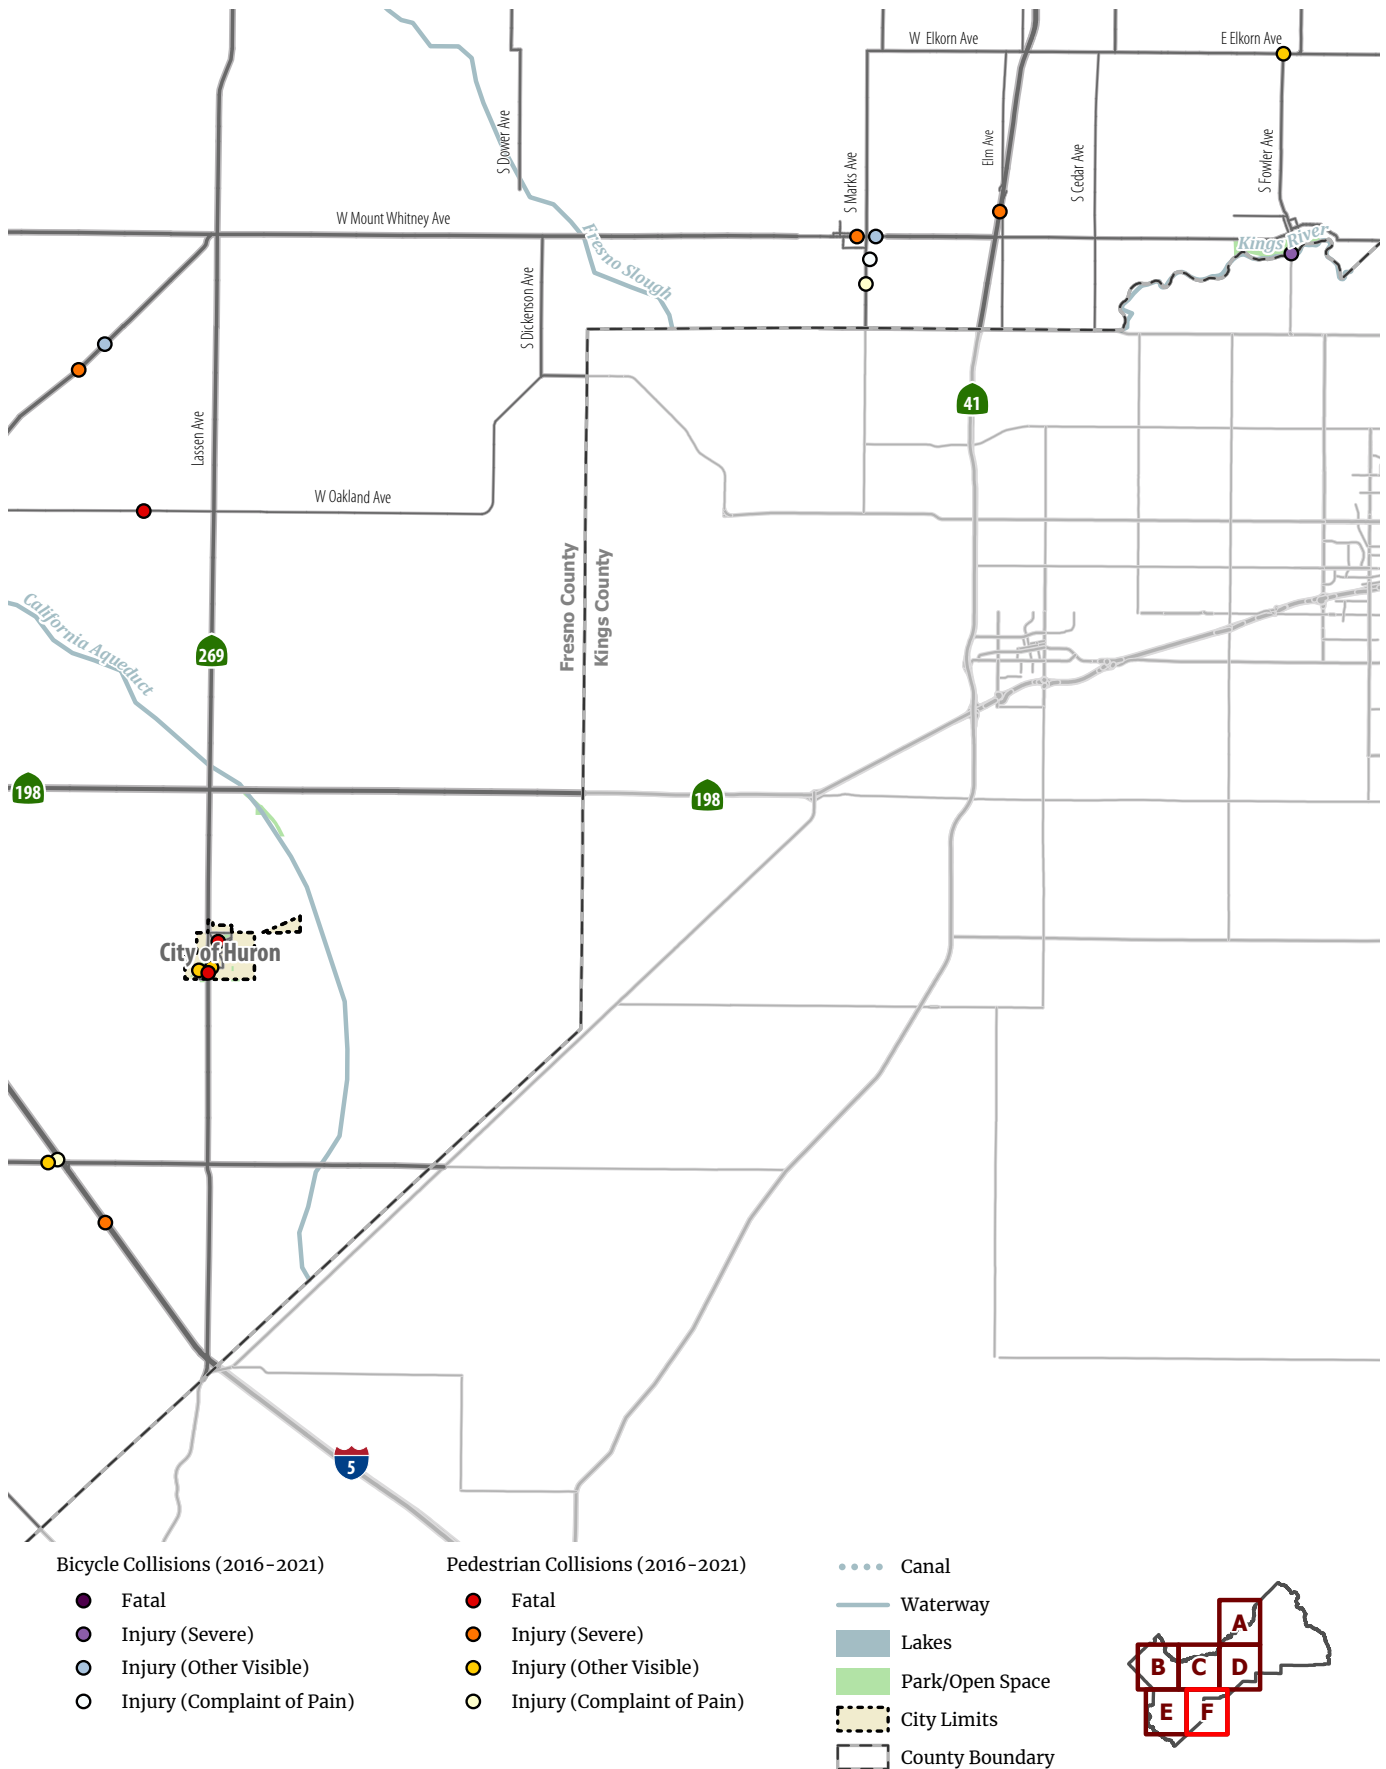 W Elkorn Ave
E Elkorn Ave
S Dower Ave
S Marks Ave
Elm Ave
S Cedar Ave
S Fowler Ave
W Mount Whitney Ave
Fresno Slough
Kings River
S Dickenson Ave
41
Lassen Ave
W Oakland Ave
Fresno County
Kings County
California Aqueduct
269
198
198
City of Huron
5
Bicycle Collisions (2016-2021)
Fatal
Injury (Severe)
Injury (Other Visible)
Injury (Complaint of Pain)
Pedestrian Collisions (2016-2021)
Fatal
Injury (Severe)
Injury (Other Visible)
Injury (Complaint of Pain)
Canal
Waterway
Lakes
Park/Open Space
City Limits
County Boundary
A
B C D
E F